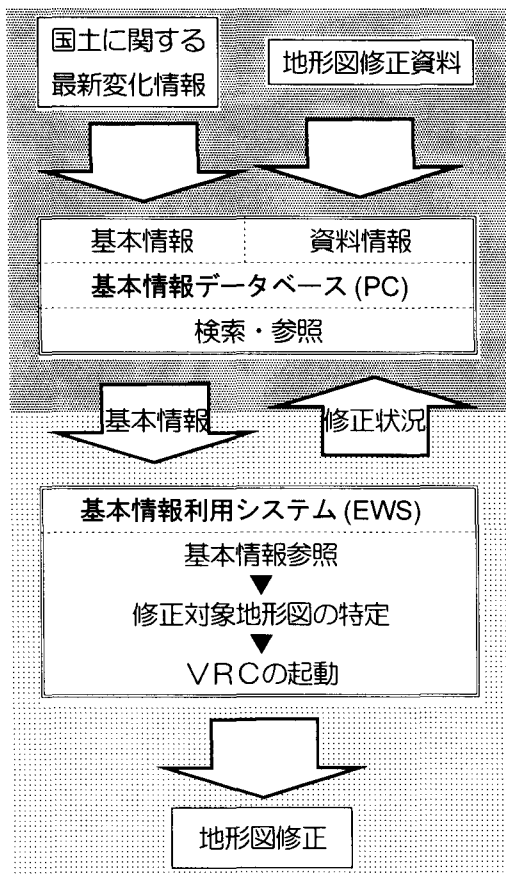 国土に関する
最新変化情報
地形図修正資料
基本情報
資料情報
基本情報データベース (PC)
検索・参照
基本情報
修正状況
基本情報利用システム (EWS)
基本情報参照
▼
修正対象地形図の特定
▼
VRCの起動
地形図修正